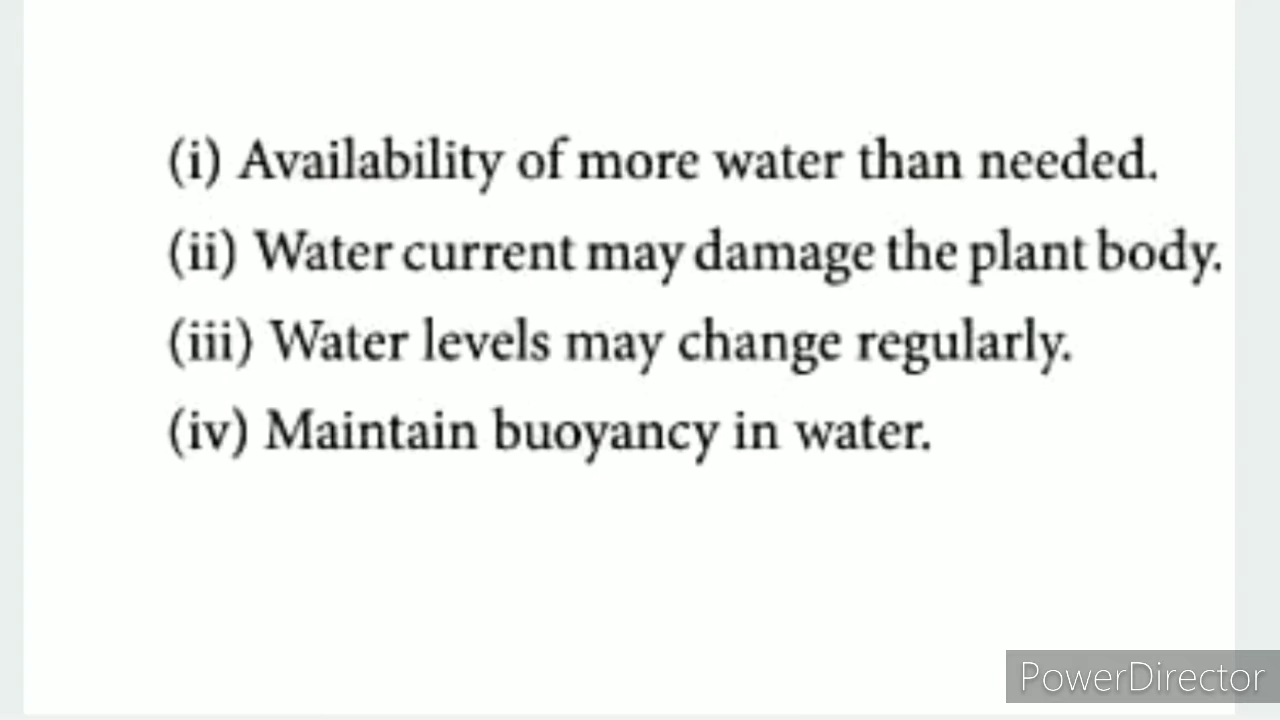 (i) Availability of more water than needed.
(ii) Water current may damage the plant body.
(iii) Water levels may change regularly.
(iv) Maintain buoyancy in water.
PowerDirector